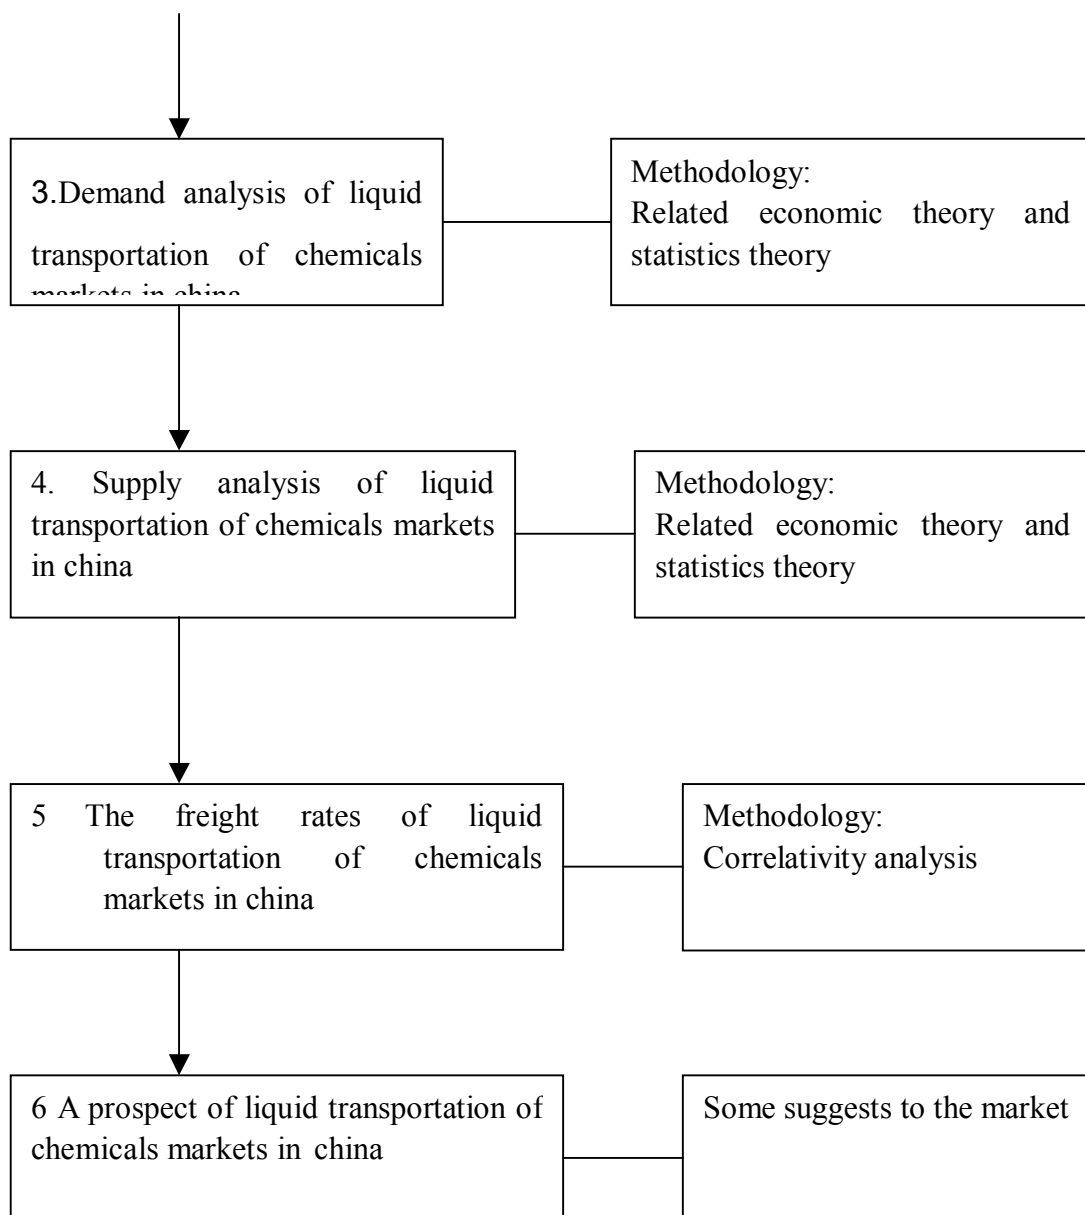 3.Demand analysis of liquid
transportation of chemicals
markets in china
Methodology:
Related economic theory and
statistics theory
4. Supply analysis of liquid
transportation of chemicals markets
in china
Methodology:
Related economic theory and
statistics theory
5 The freight rates of liquid
transportation of chemicals
markets in china
Methodology:
Correlativity analysis
6 A prospect of liquid transportation of
chemicals markets in china
Some suggests to the market